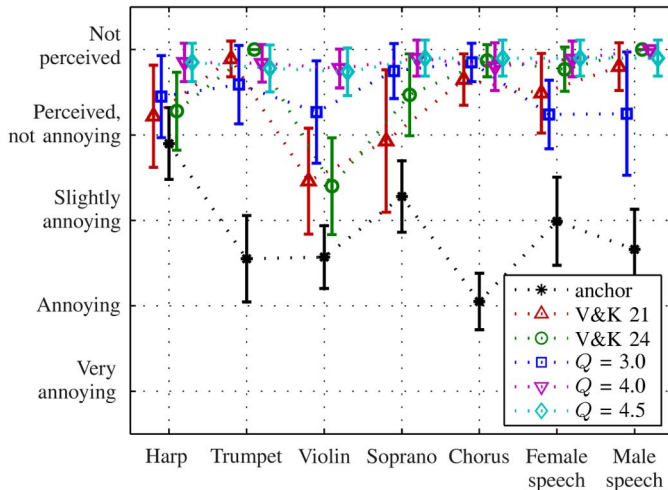 Not
perceived
Perceived,
not annoying
Slightly
annoying
Annoying
Very
annoying
anchor
V&K 21
V&K 24
Q = 3.0
Q = 4.0
Q = 4.5
Harp Trumpet Violin Soprano Chorus Female Male
speech speech